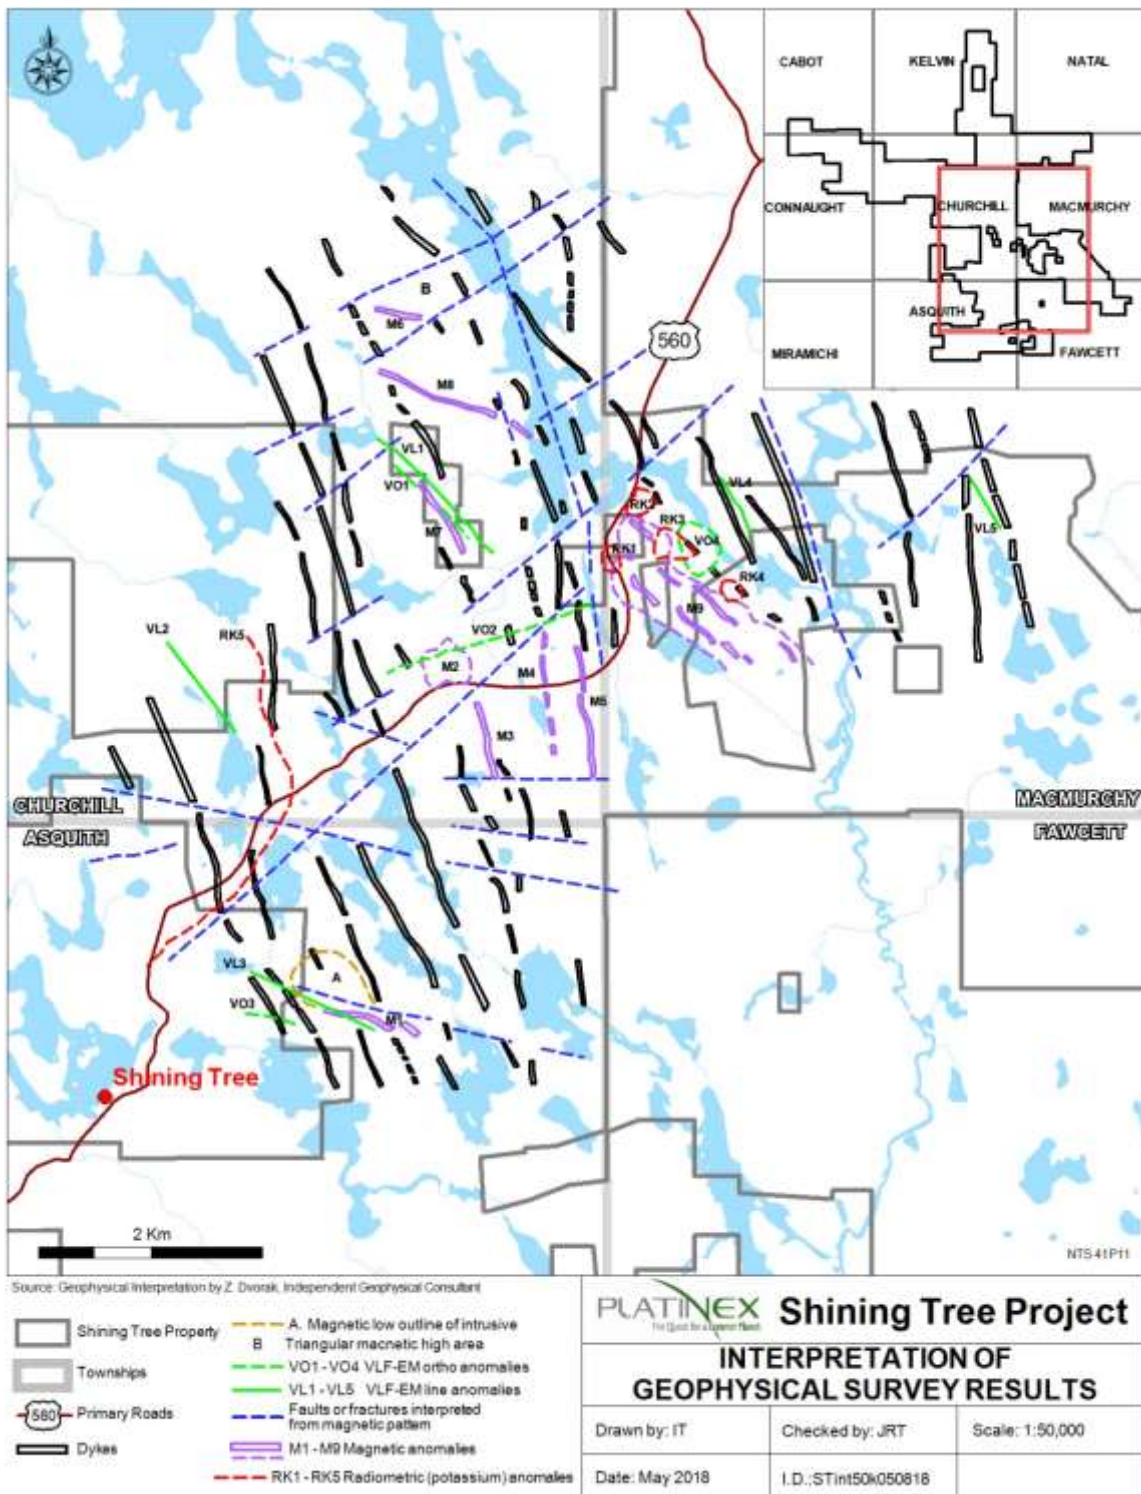 CABOT
KELVIN
NATAL
CONNAUGHT
CHURCHILL
MACMURCHY
ASQUITH
MIRAMICHI
FAWCETT
B
M6
560
M8
VL1
VO1
M7
VL4
RK2
RK3
VO4
RK1
RK4
M9
VL5
VL2
RK5
VO2
M2
M4
M5
M3
CHURCHILL
ASQUITH
MACMURCHY
FAWCETT
VL3
A
VO3
M1
Shining Tree
2 Km
NTS 41P11
Source: Geophysical Interpretation by Z. Dvorak, Independent Geophysical Consultant
Shining Tree Property
Townships
560 Primary Roads
Dykes
A. Magnetic low outline of intrusive
B Triangular macnetic high area
VO1 - VO4 VLF-EM ortho anomalies
VL1 - VL5 VLF-EM line anomalies
Faults or fractures interpreted
from magnetic pattern
M1 - M9 Magnetic anomalies
RK1 - RK5 Radiometric (potassium) anomalies
PLATINEX
Shining Tree Project
INTERPRETATION OF
GEOPHYSICAL SURVEY RESULTS
Drawn by: IT
Checked by: JRT
Scale: 1:50,000
Date: May 2018
I.D.:STint50k050818